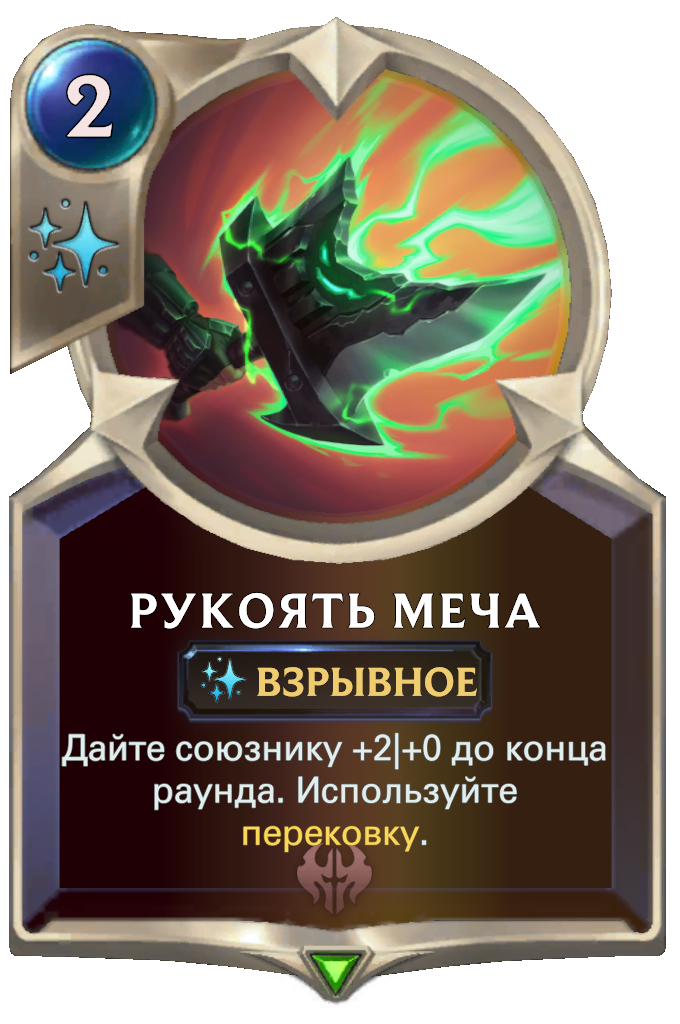 2
РУКОЯТЬ МЕЧА
ВЗРЫВНОЕ
Дайте союзнику +2|+0 до конца
раунда. Используйте
перековку.